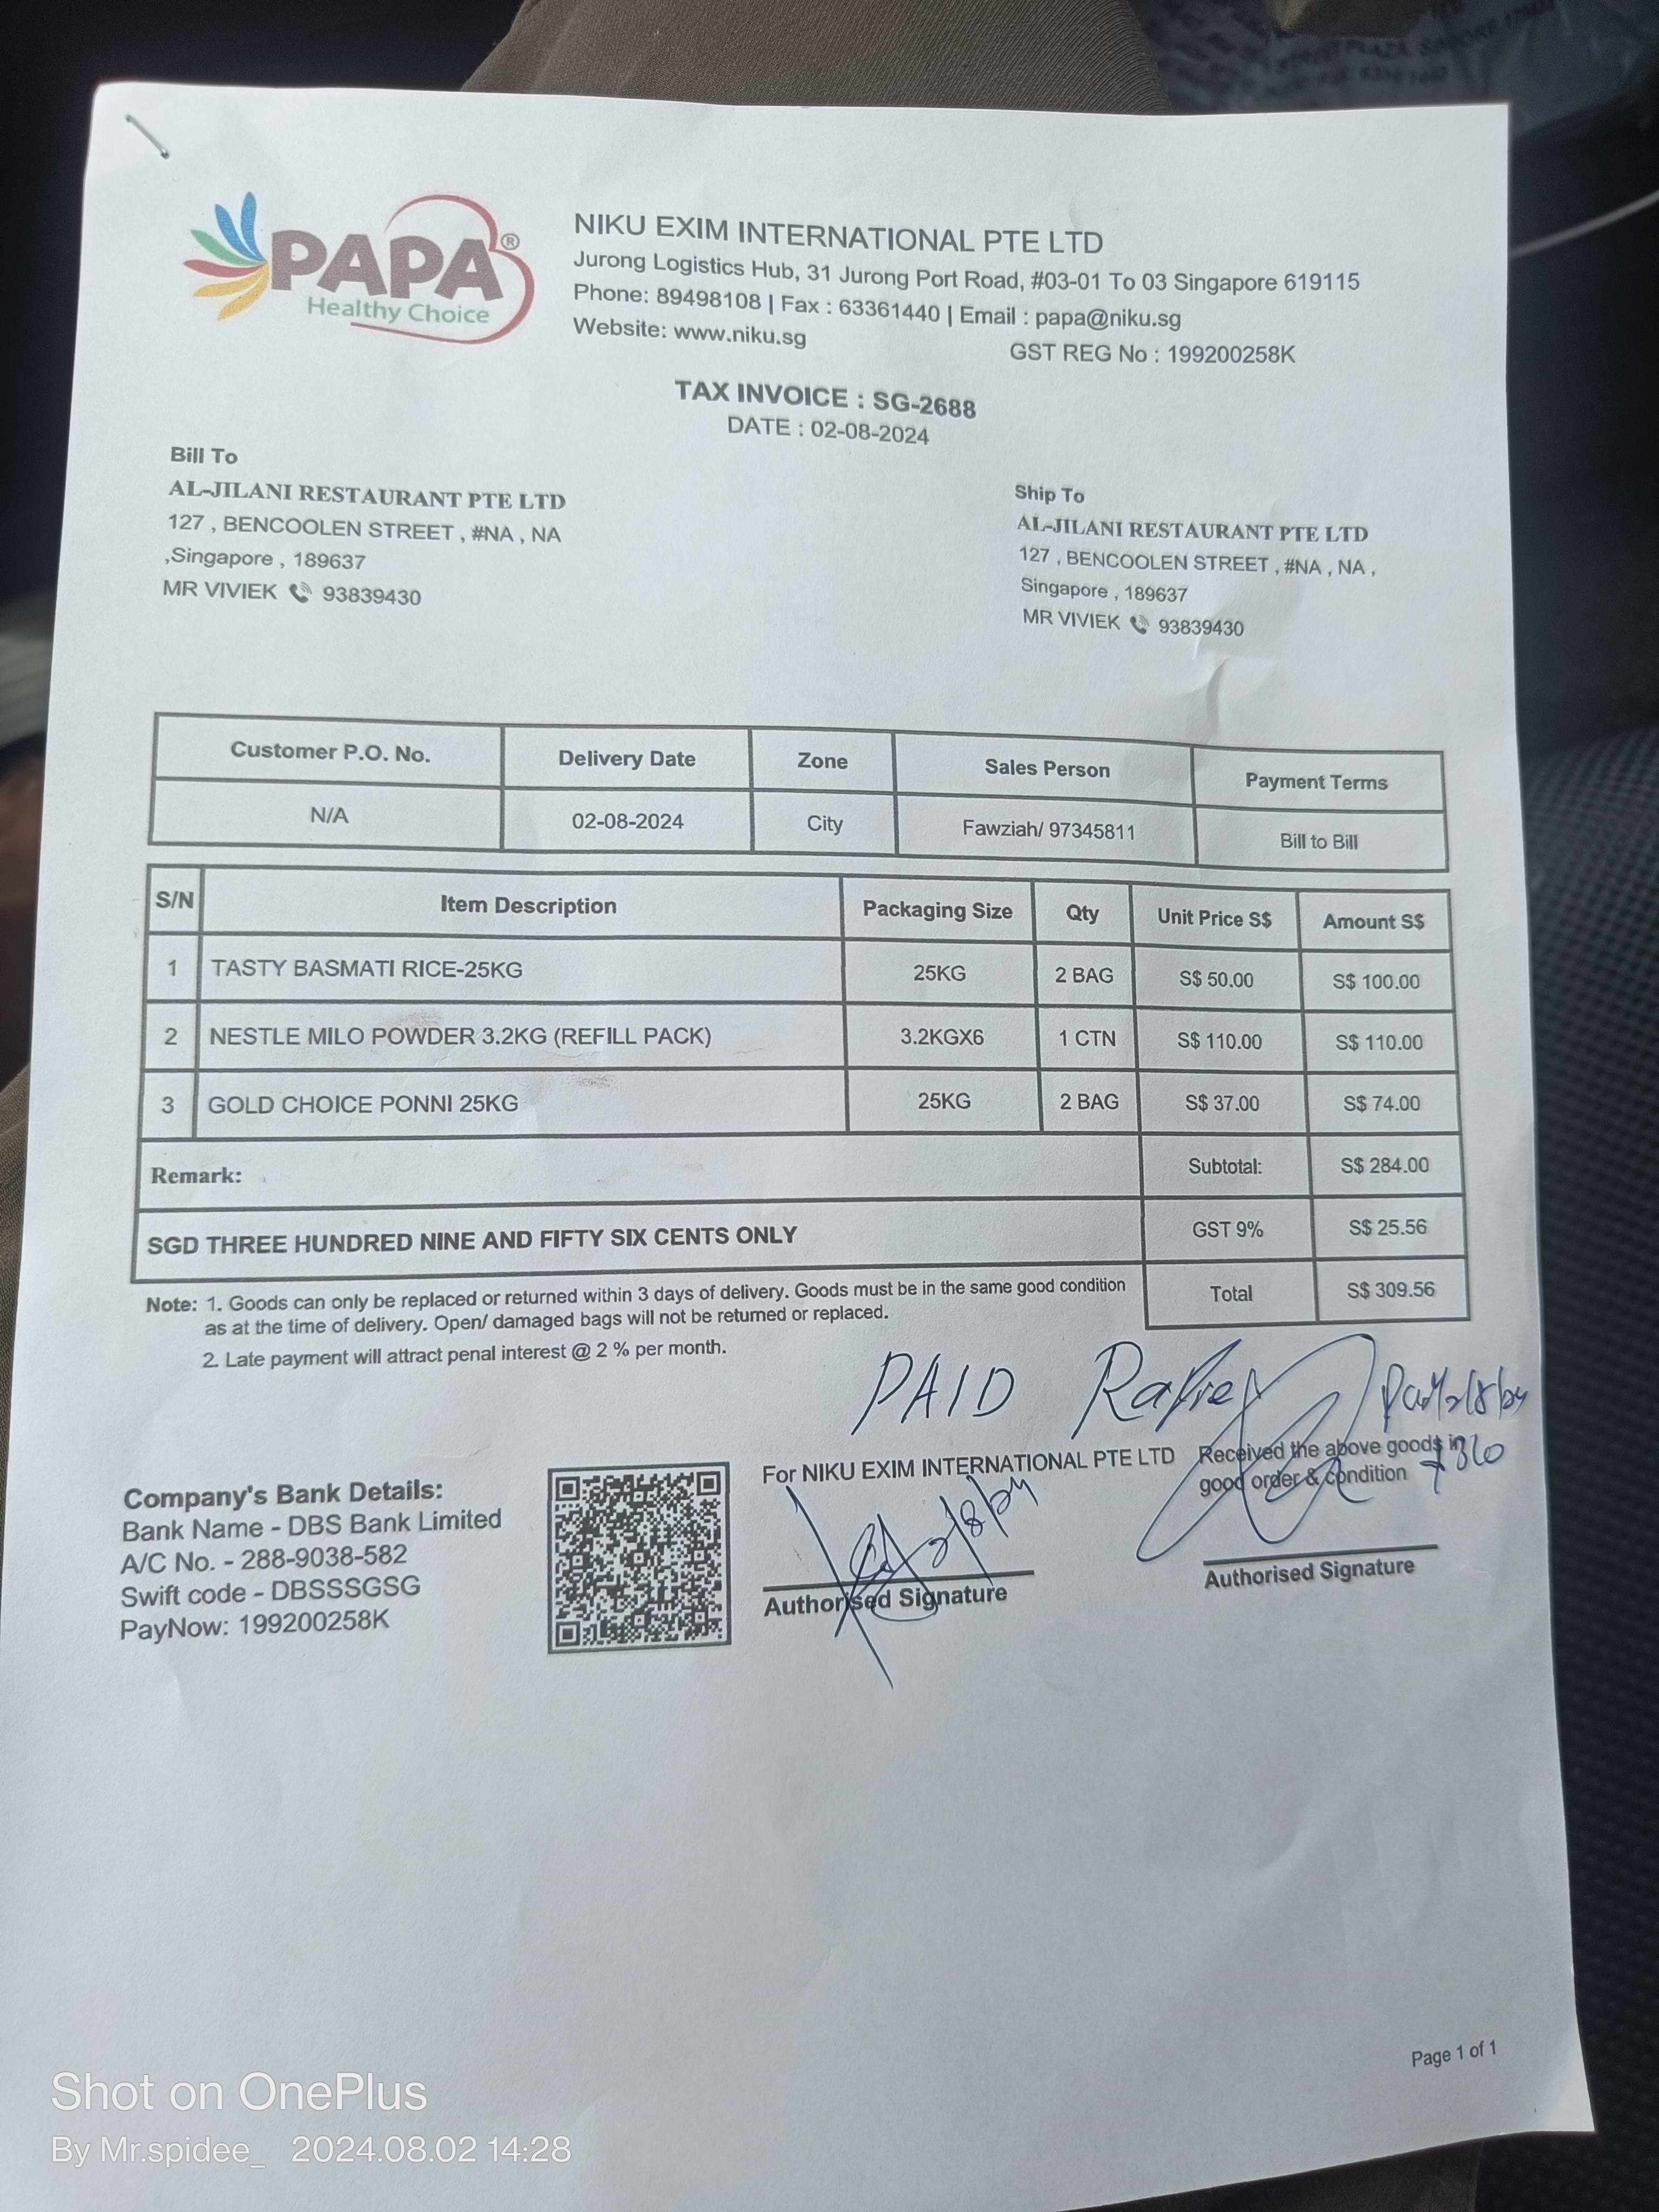 PAPA®
Healthy Choice
NIKU EXIM INTERNATIONAL PTE LTD
Jurong Logistics Hub, 31 Jurong Port Road, #03-01 To 03 Singapore 619115
Phone: 89498108 | Fax : 63361440 | Email : papa@niku.sg
Website: www.niku.sg
GST REG No : 199200258K
TAX INVOICE : SG-2688
DATE : 02-08-2024
Bill To
AL-JILANI RESTAURANT PTE LTD
127 , BENCOOLEN STREET , #NA , NA
,Singapore , 189637
MR VIVIEK 93839430
Ship To
AL-JILANI RESTAURANT PTE LTD
127 , BENCOOLEN STREET , #NA , NA ,
Singapore , 189637
MR VIVIEK 93839430
Customer P.O. No. Delivery Date Zone Sales Person Payment Terms
N/A 02-08-2024 City Fawziah/ 97345811 Bill to Bill
S/N Item Description Packaging Size Qty Unit Price S$ Amount S$
1 TASTY BASMATI RICE-25KG 25KG 2 BAG S$ 50.00 S$ 100.00
2 NESTLE MILO POWDER 3.2KG (REFILL PACK) 3.2KGX6 1 CTN S$ 110.00 S$ 110.00
3 GOLD CHOICE PONNI 25KG 25KG 2 BAG S$ 37.00 S$ 74.00
Remark: Subtotal: S$ 284.00
SGD THREE HUNDRED NINE AND FIFTY SIX CENTS ONLY GST 9% S$ 25.56
Total S$ 309.56
Note: 1. Goods can only be replaced or returned within 3 days of delivery. Goods must be in the same good condition
as at the time of delivery. Open/ damaged bags will not be returned or replaced.
2. Late payment will attract penal interest @ 2 % per month.
PAID
For NIKU EXIM INTERNATIONAL PTE LTD
2/8/24
Authorised Signature
Received the above goods in
good order & condition
Authorised Signature
Company's Bank Details:
Bank Name - DBS Bank Limited
A/C No. - 288-9038-582
Swift code - DBSSSGSG
PayNow: 199200258K
Page 1 of 1
Shot on OnePlus
By Mr.spidee_ 2024.08.02 14:28